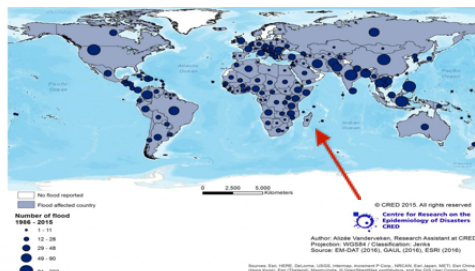 Pacific
Ocean
Atlantic
Ocean
Indian
Ocean
Pacific
Ocean
No flood reported
Flood affected country
Number of flood
1986 - 2015
1 - 11
12 - 28
29 - 48
49 - 90
0 2,500 5,000
Kilometers
© CRED 2015. All rights reserved
Centre for Research on the
Epidemiology of Disasters
CRED
Author: Alizée Vanderveken, Research Assistant at CRED
Projection: WGS84 / Classification: Jenks
Source: EM-DAT (2016), GAUL (2015), ESRI (2016)